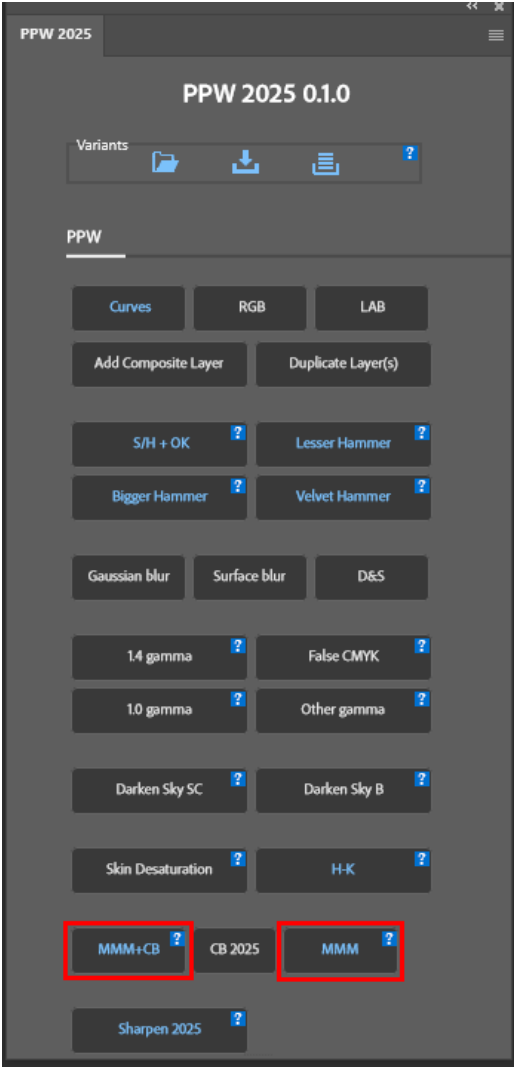 PPW 2025
PPW 2025 0.1.0
Variants
?
PPW
Curves RGB LAB
Add Composite Layer Duplicate Layer(s)
S/H + OK ? Lesser Hammer ?
Bigger Hammer ? Velvet Hammer ?
Gaussian blur Surface blur D&S
1.4 gamma ? False CMYK ?
1.0 gamma ? Other gamma ?
Darken Sky SC ? Darken Sky B ?
Skin Desaturation ? H-K ?
MMM+CB ? CB 2025 MMM ?
Sharpen 2025 ?